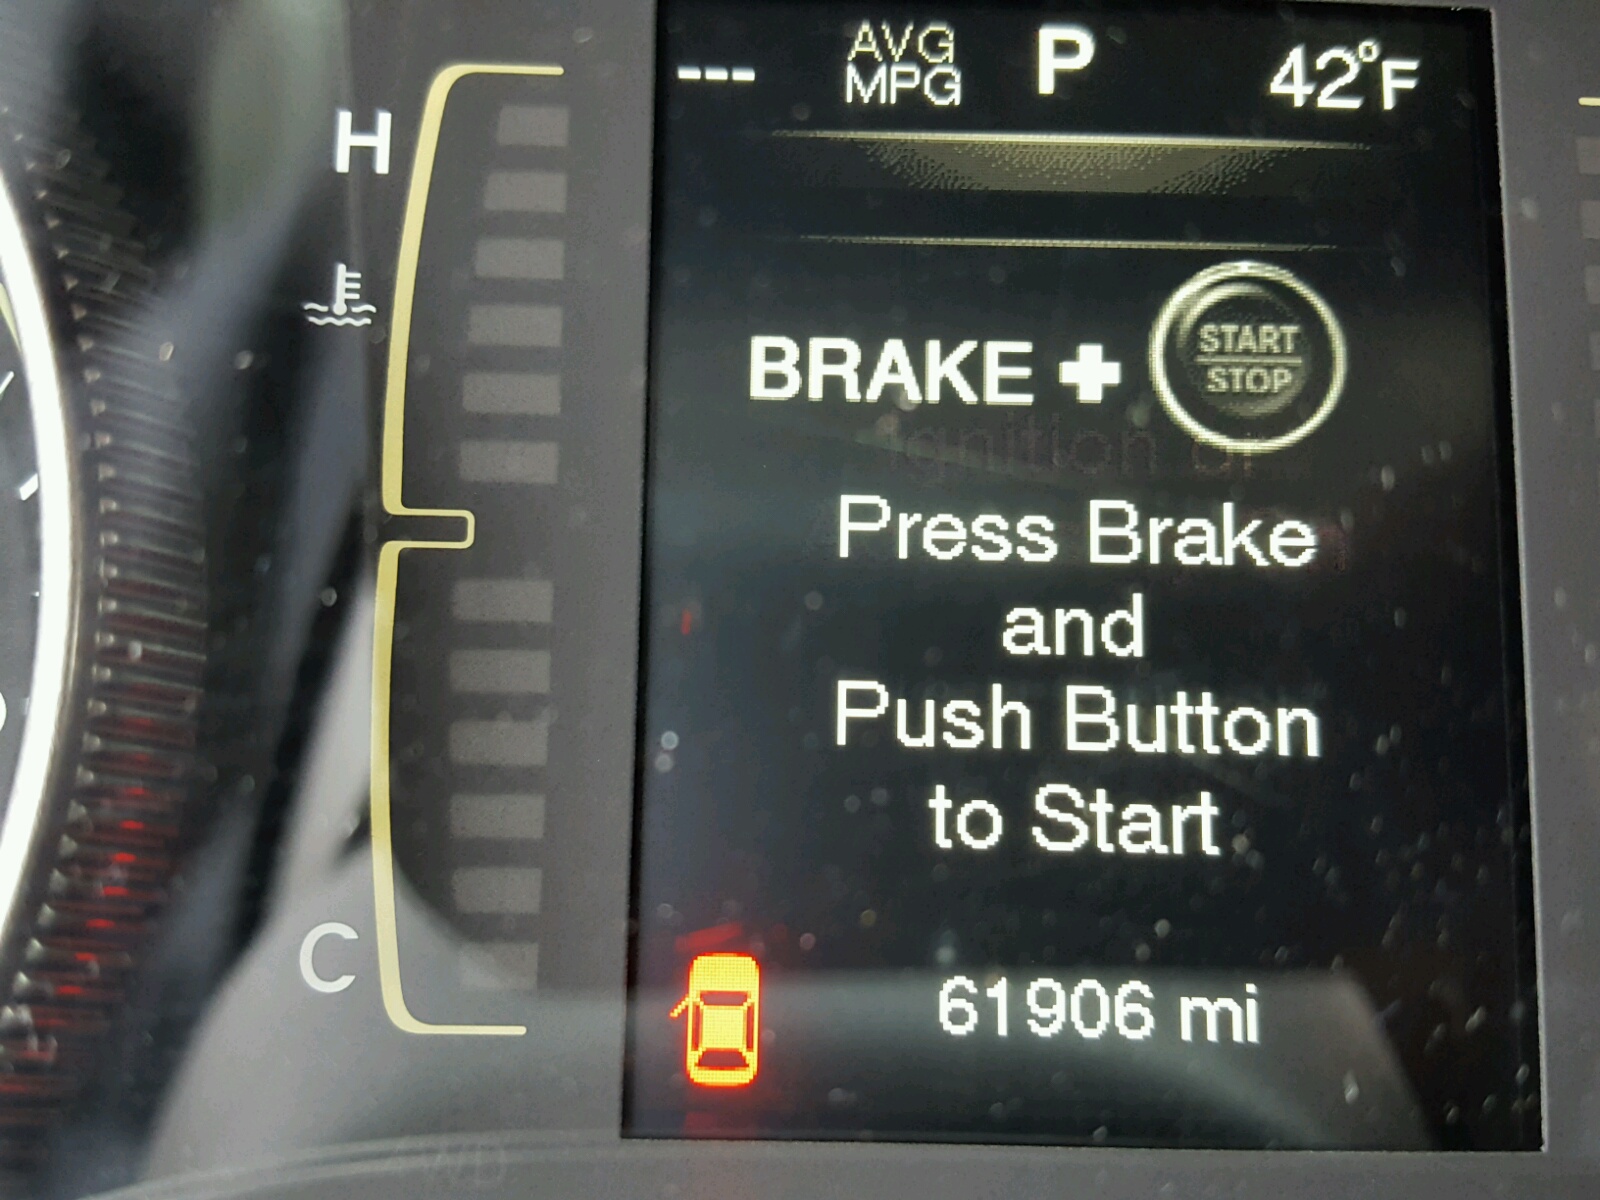 --- AVG MPG P 42°F
H
BRAKE + START STOP
Press Brake
and
Push Button
to Start
C
61906 mi